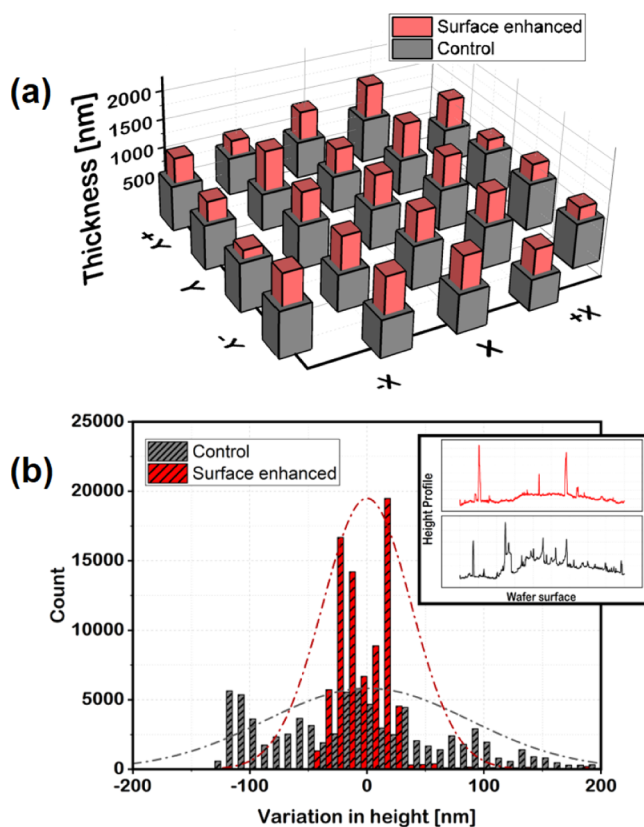 (a)
Surface enhanced
Control
Thickness [nm]
2000
1500
1000
500
+Y
Y
-Y
-X
X
+X
(b)
25000
20000
15000
10000
5000
0
Count
Control
Surface enhanced
Height Profile
Wafer surface
-200
-100
0
100
200
Variation in height [nm]